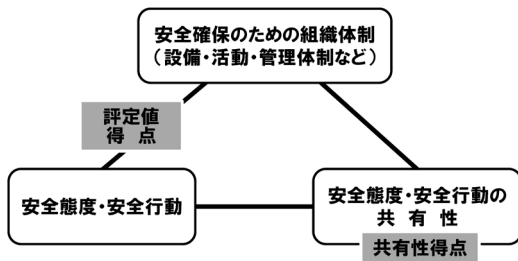 安全確保のための組織体制
（設備・活動・管理体制など）
評定値
得　点
安全態度・安全行動
安全態度・安全行動の
共　有　性
共有性得点